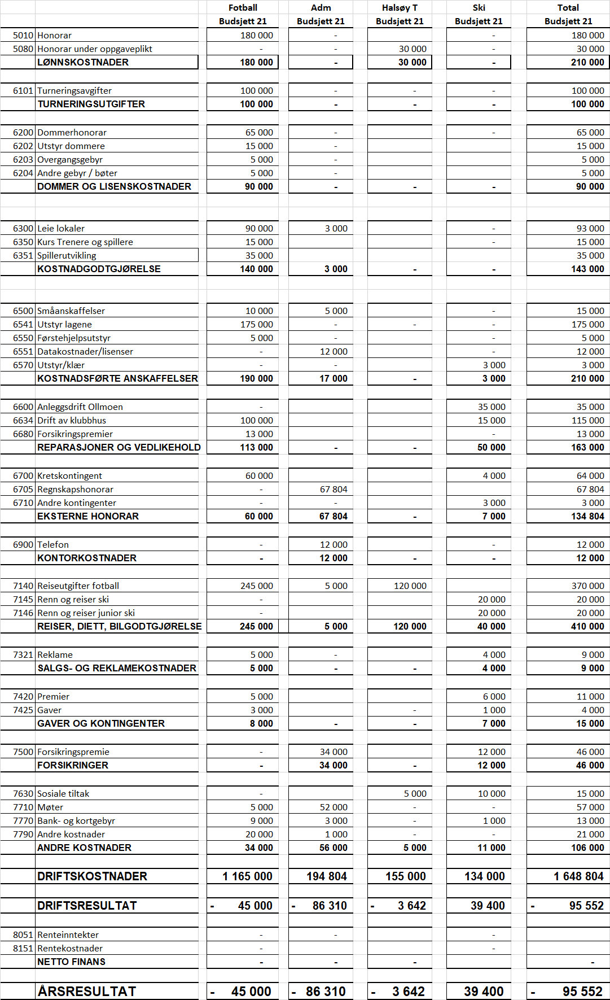 Fotball Adm Halsøy T Ski Total
Budsjett 21 Budsjett 21 Budsjett 21 Budsjett 21 Budsjett 21
5010 Honorar 180 000 - - 180 000
5080 Honorar under oppgaveplikt - - 30 000 - 30 000
LØNNSKOSTNADER 180 000 - 30 000 - 210 000
6101 Turneringsavgifter 100 000 - - - 100 000
TURNERINGSUTGIFTER 100 000 - - - 100 000
6200 Dommerhonorar 65 000 - - 65 000
6202 Utstyr dommere 15 000 - 15 000
6203 Overgangsgebyr 5 000 - 5 000
6204 Andre gebyr / bøter 5 000 - 5 000
DOMMER OG LISENSKOSTNADER 90 000 - - - 90 000
6300 Leie lokaler 90 000 3 000 - 93 000
6350 Kurs Trenere og spillere 15 000 - 15 000
6351 Spillerutvikling 35 000 35 000
KOSTNADGODTGJØRELSE 140 000 3 000 - - 143 000
6500 Småanskaffelser 10 000 5 000 - 15 000
6541 Utstyr lagene 175 000 - - - 175 000
6550 Førstehjelpsutstyr 5 000 - - 5 000
6551 Datakostnader/lisenser - 12 000 - 12 000
6570 Utstyr/klær - - 3 000 3 000
KOSTNADSFØRTE ANSKAFFELSER 190 000 17 000 - 3 000 210 000
6600 Anleggsdrift Ollmoen - 35 000 35 000
6634 Drift av klubbhus 100 000 15 000 115 000
6680 Forsikringspremier 13 000 - 13 000
REPARASJONER OG VEDLIKEHOLD 113 000 - - 50 000 163 000
6700 Kretskontingent 60 000 4 000 64 000
6705 Regnskapshonorar - 67 804 67 804
6710 Andre kontingenter - - 3 000 3 000
EKSTERNE HONORAR 60 000 67 804 - 7 000 134 804
6900 Telefon - 12 000 - 12 000
KONTORKOSTNADER - 12 000 - - 12 000
7140 Reiseutgifter fotball 245 000 5 000 120 000 370 000
7145 Renn og reiser ski - 20 000 20 000
7146 Renn og reiser junior ski - 20 000 20 000
REISER, DIETT, BILGODTGJØRELSE 245 000 5 000 120 000 40 000 410 000
7321 Reklame 5 000 - 4 000 9 000
SALGS- OG REKLAMEKOSTNADER 5 000 - - 4 000 9 000
7420 Premier 5 000 6 000 11 000
7425 Gaver 3 000 - 1 000 4 000
GAVER OG KONTINGENTER 8 000 - - 7 000 15 000
7500 Forsikringspremie - 34 000 12 000 46 000
FORSIKRINGER - 34 000 - 12 000 46 000
7630 Sosiale tiltak - 5 000 10 000 15 000
7710 Møter 5 000 52 000 - - 57 000
7770 Bank- og kortgebyr 9 000 3 000 - 1 000 13 000
7790 Andre kostnader 20 000 1 000 - - 21 000
ANDRE KOSTNADER 34 000 56 000 5 000 11 000 106 000
DRIFTSKOSTNADER 1 165 000 194 804 155 000 134 000 1 648 804
DRIFTSRESULTAT - 45 000 - 86 310 - 3 642 39 400 - 95 552
8051 Renteinntekter - - -
8151 Rentekostnader - -
NETTO FINANS - - - -
ÅRSRESULTAT - 45 000 - 86 310 - 3 642 39 400 - 95 552